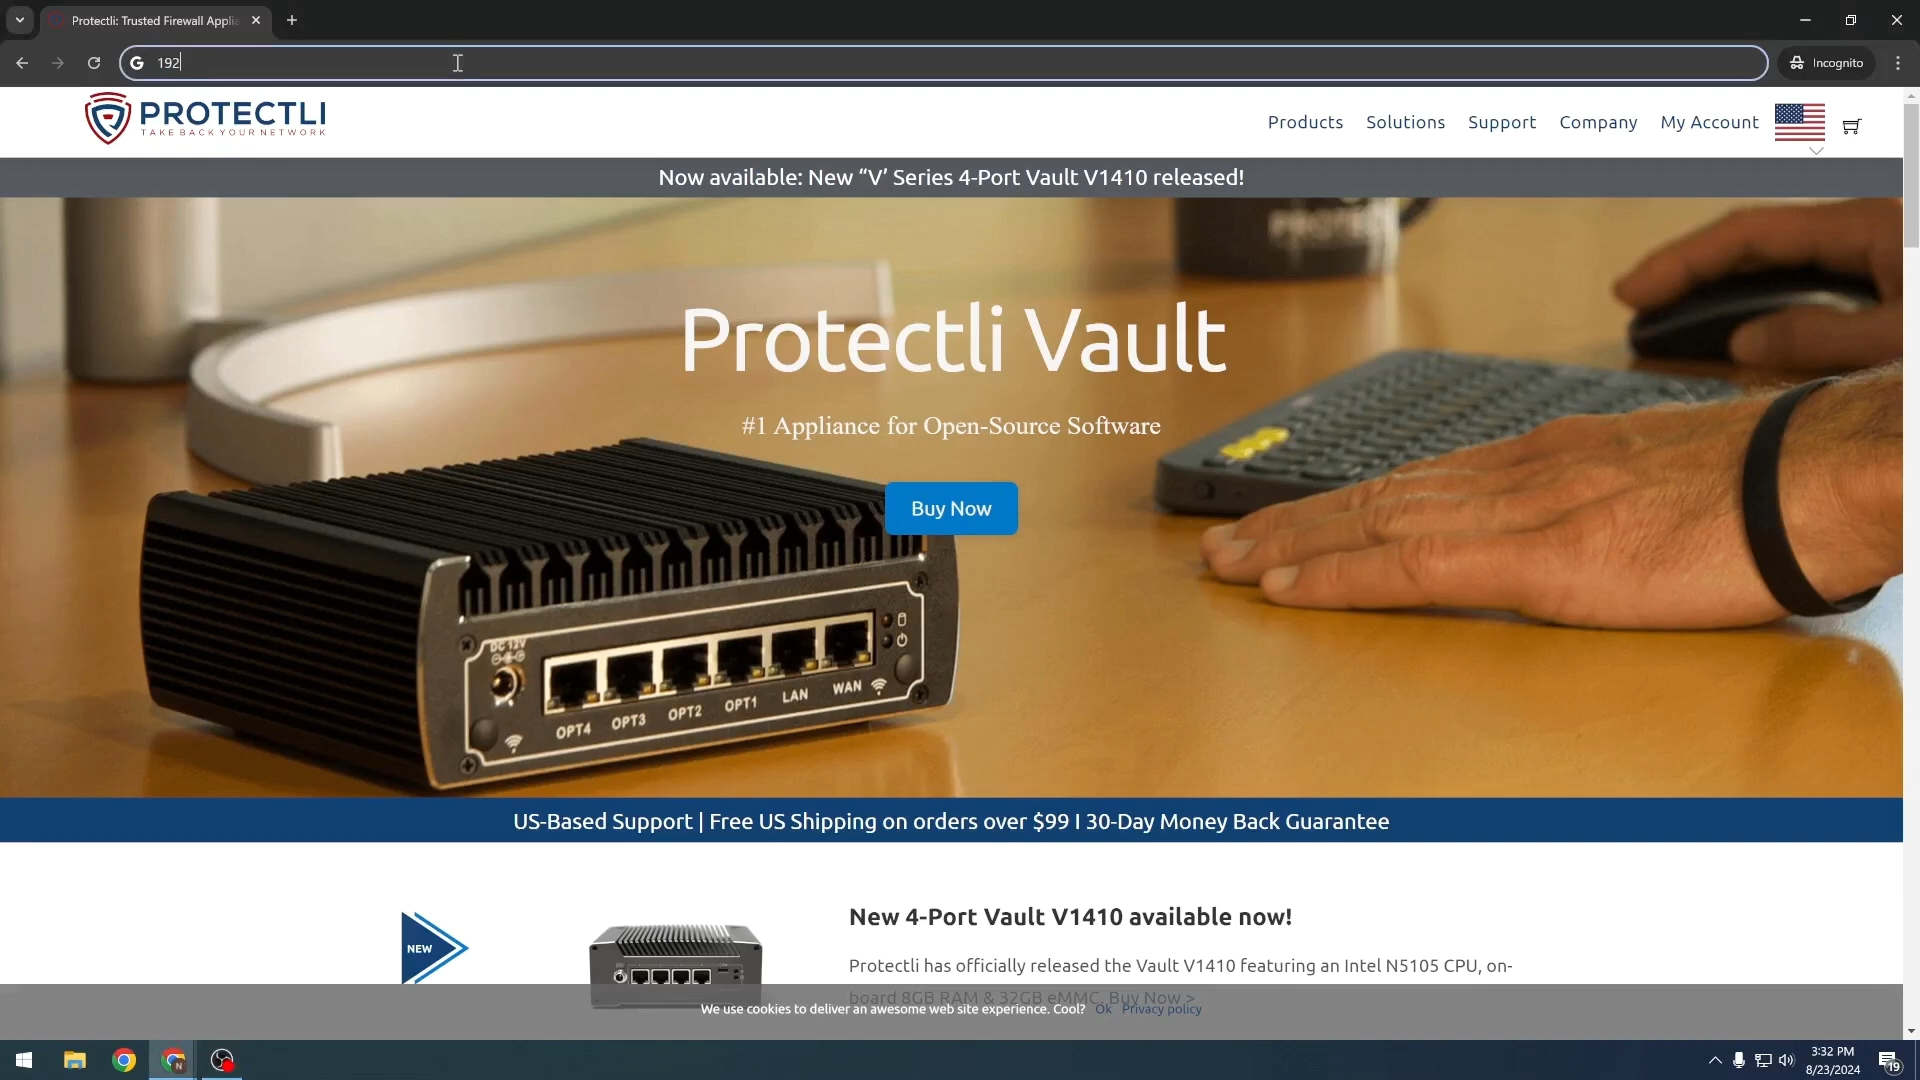 Protectli: Trusted Firewall Applia
192
Incognito
PROTECTLI
TAKE BACK YOUR NETWORK
Products
Solutions
Support
Company
My Account
Now available: New “V’ Series 4-Port Vault V1410 released!
PROTECTLI
Protectli Vault
#1 Appliance for Open-Source Software
Buy Now
DC 12V
OPT4
OPT3
OPT2
OPT1
LAN
WAN
US-Based Support | Free US Shipping on orders over $99 I 30-Day Money Back Guarantee
NEW
New 4-Port Vault V1410 available now!
Protectli has officially released the Vault V1410 featuring an Intel N5105 CPU, on-
board 8GB RAM & 32GB eMMC. Buy Now >
We use cookies to deliver an awesome web site experience. Cool? Ok Privacy policy
N
3:32 PM
8/23/2024
19